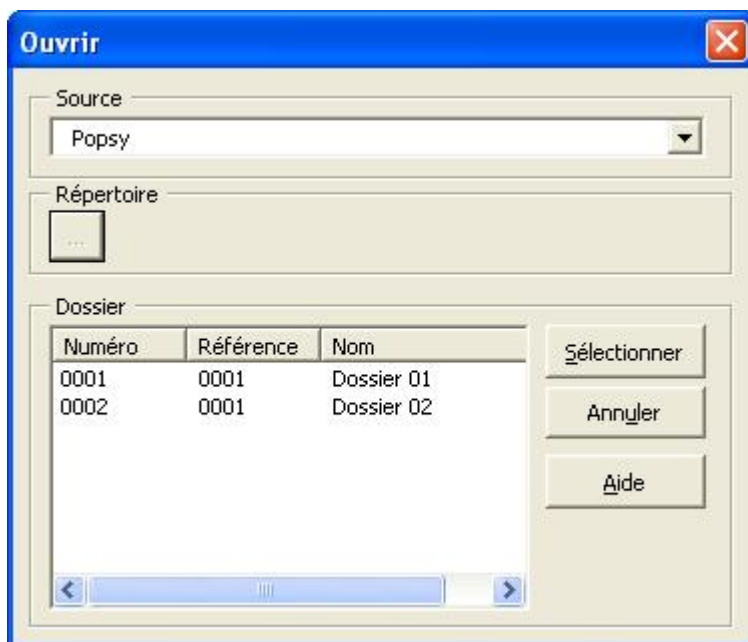 Ouvrir
Source
Popsy
Répertoire
...
Dossier
Numéro Référence Nom
0001 0001 Dossier 01
0002 0001 Dossier 02
Sélectionner
Annuler
Aide